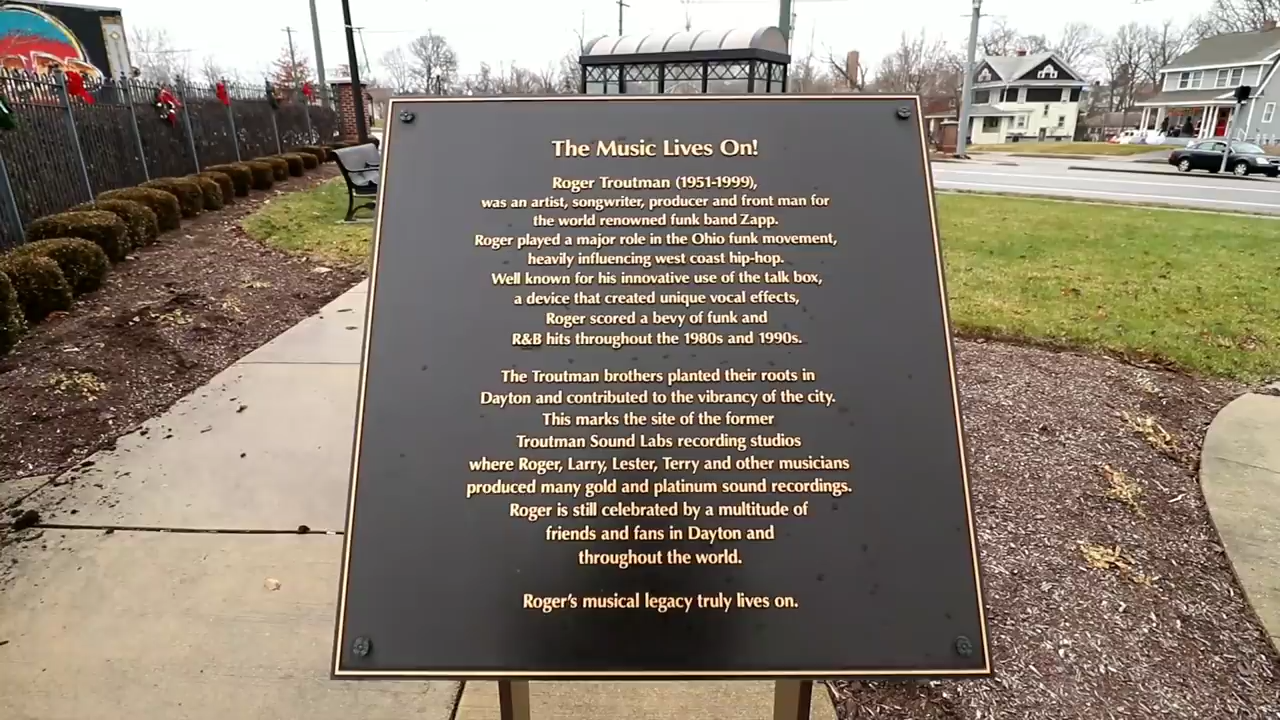 The Music Lives On!
Roger Troutman (1951-1999),
was an artist, songwriter, producer and front man for
the world renowned funk band Zapp.
Roger played a major role in the Ohio funk movement,
heavily influencing west coast hip-hop.
Well known for his innovative use of the talk box,
a device that created unique vocal effects,
Roger scored a bevy of funk and
R&B hits throughout the 1980s and 1990s.
The Troutman brothers planted their roots in
Dayton and contributed to the vibrancy of the city.
This marks the site of the former
Troutman Sound Labs recording studios
where Roger, Larry, Lester, Terry and other musicians
produced many gold and platinum sound recordings.
Roger is still celebrated by a multitude of
friends and fans in Dayton and
throughout the world.
Roger's musical legacy truly lives on.